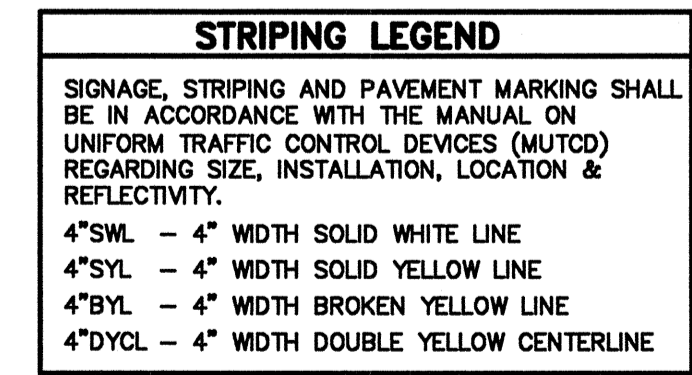 STRIPING LEGEND
SIGNAGE, STRIPING AND PAVEMENT MARKING SHALL
BE IN ACCORDANCE WITH THE MANUAL ON
UNIFORM TRAFFIC CONTROL DEVICES (MUTCD)
REGARDING SIZE, INSTALLATION, LOCATION &
REFLECTIVITY.
4"SWL – 4" WIDTH SOLID WHITE LINE
4"SYL – 4" WIDTH SOLID YELLOW LINE
4"BYL – 4" WIDTH BROKEN YELLOW LINE
4"DYCL – 4" WIDTH DOUBLE YELLOW CENTERLINE